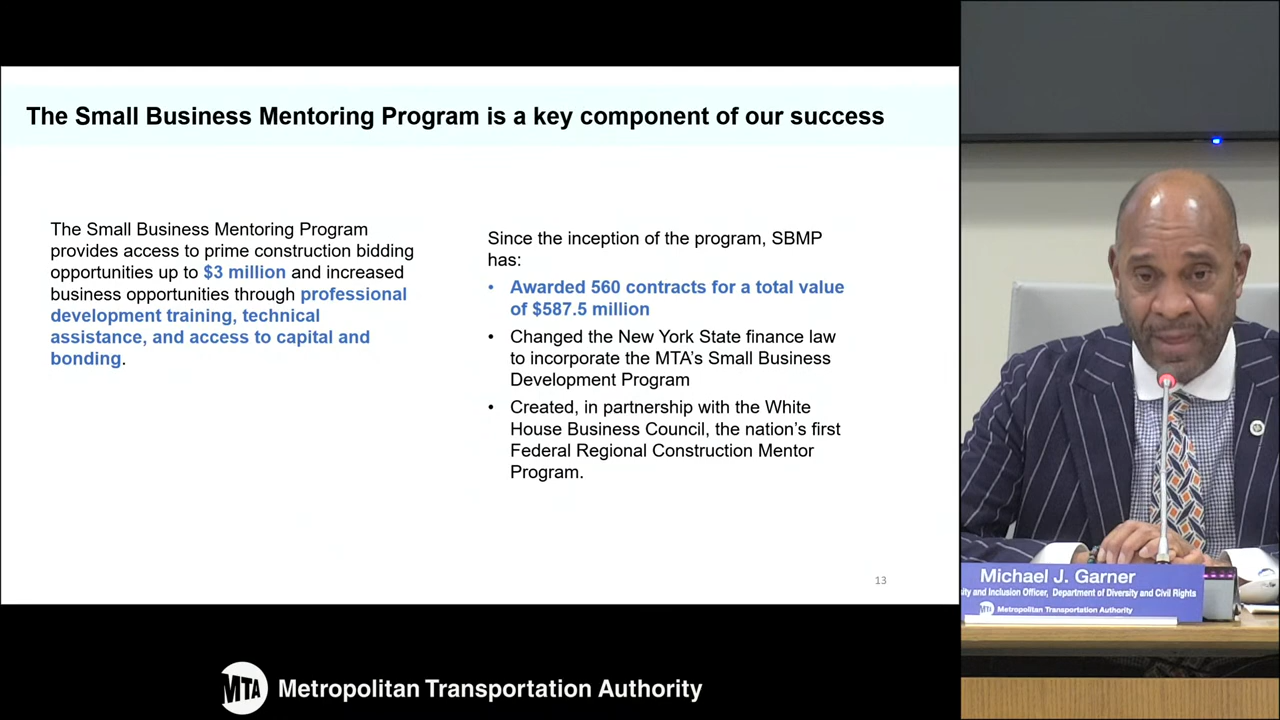 The Small Business Mentoring Program is a key component of our success
The Small Business Mentoring Program
provides access to prime construction bidding
opportunities up to $3 million and increased
business opportunities through professional
development training, technical
assistance, and access to capital and
bonding.
Since the inception of the program, SBMP
has:
• Awarded 560 contracts for a total value
of $587.5 million
• Changed the New York State finance law
to incorporate the MTA's Small Business
Development Program
• Created, in partnership with the White
House Business Council, the nation's first
Federal Regional Construction Mentor
Program.
13
Michael J. Garner
and Inclusion Officer, Department of Diversity and Civil Rights
MTA Metropolitan Transportation Authority
MTA Metropolitan Transportation Authority